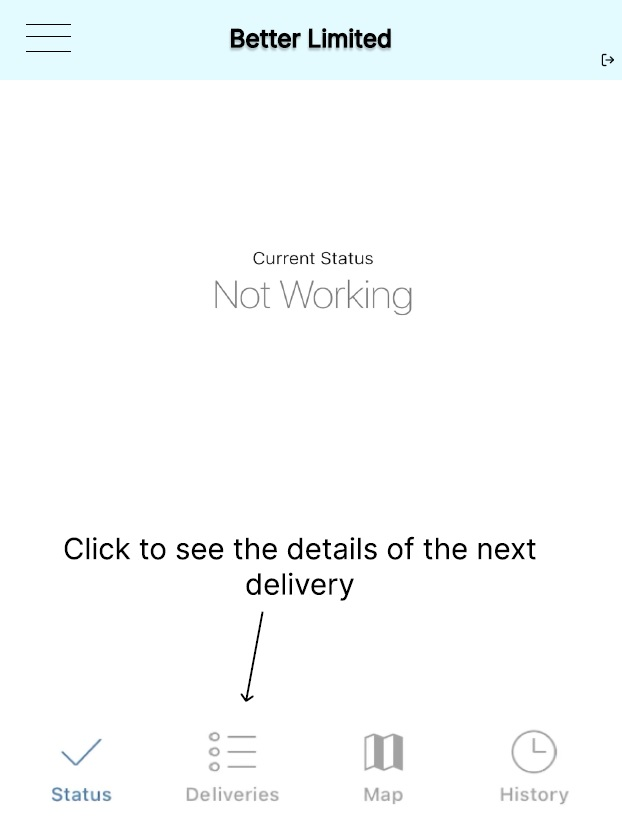 Better Limited
Current Status
Not Working
Click to see the details of the next
delivery
Status
Deliveries
Map
History